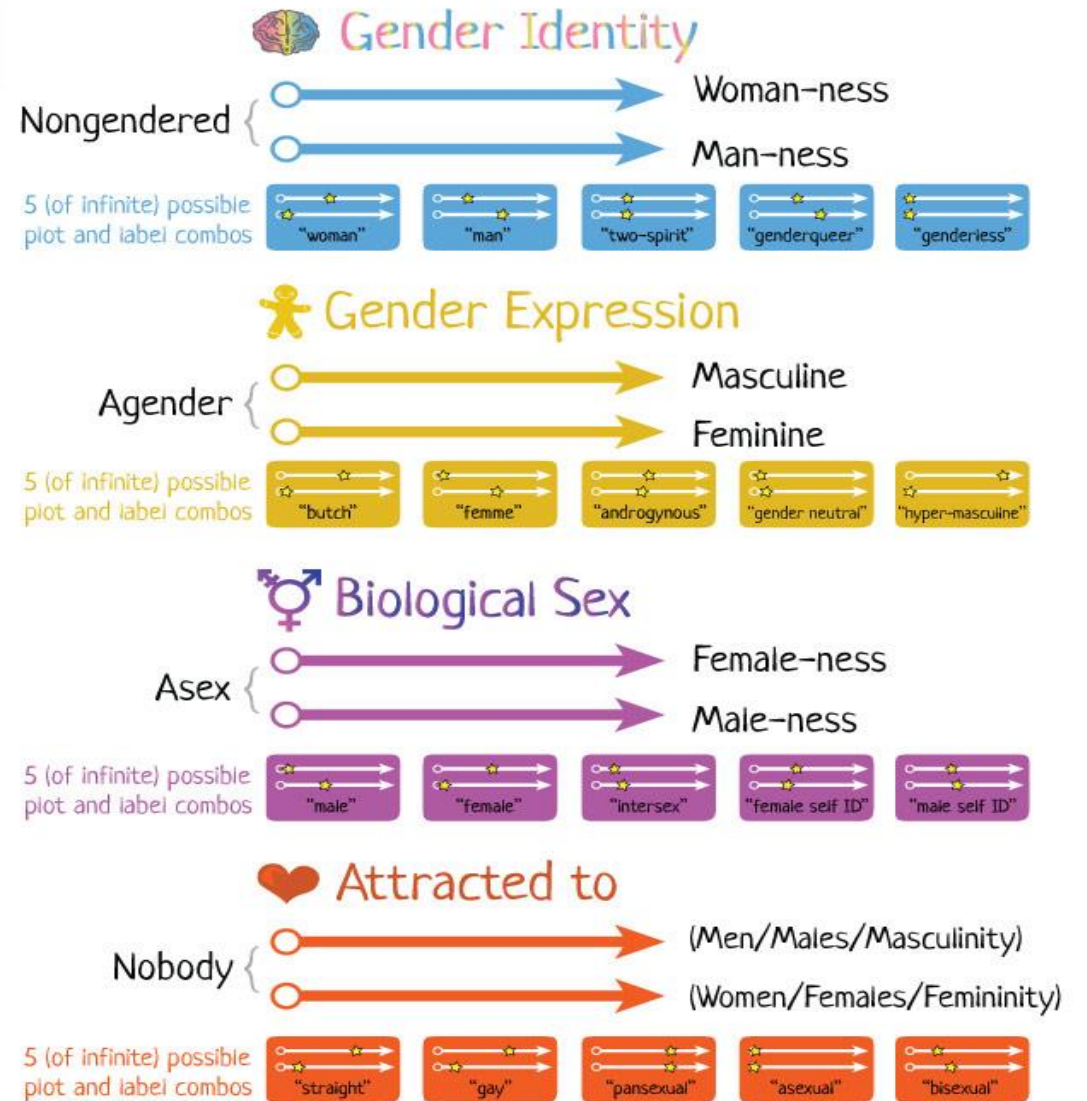 Gender Identity
Nongendered
Woman-ness
Man-ness
5 (of infinite) possible
plot and label combos
"woman"
"man"
"two-spirit"
"genderqueer"
"genderless"
Gender Expression
Agender
Masculine
Feminine
5 (of infinite) possible
plot and label combos
"butch"
"femme"
"androgynous"
"gender neutral"
"hyper-masculine"
Biological Sex
Asex
Female-ness
Male-ness
5 (of infinite) possible
plot and label combos
"male"
"female"
"intersex"
"female self ID"
"male self ID"
Attracted to
Nobody
(Men/Males/Masculinity)
(Women/Females/Femininity)
5 (of infinite) possible
plot and label combos
"straight"
"gay"
"pansexual"
"asexual"
"bisexual"